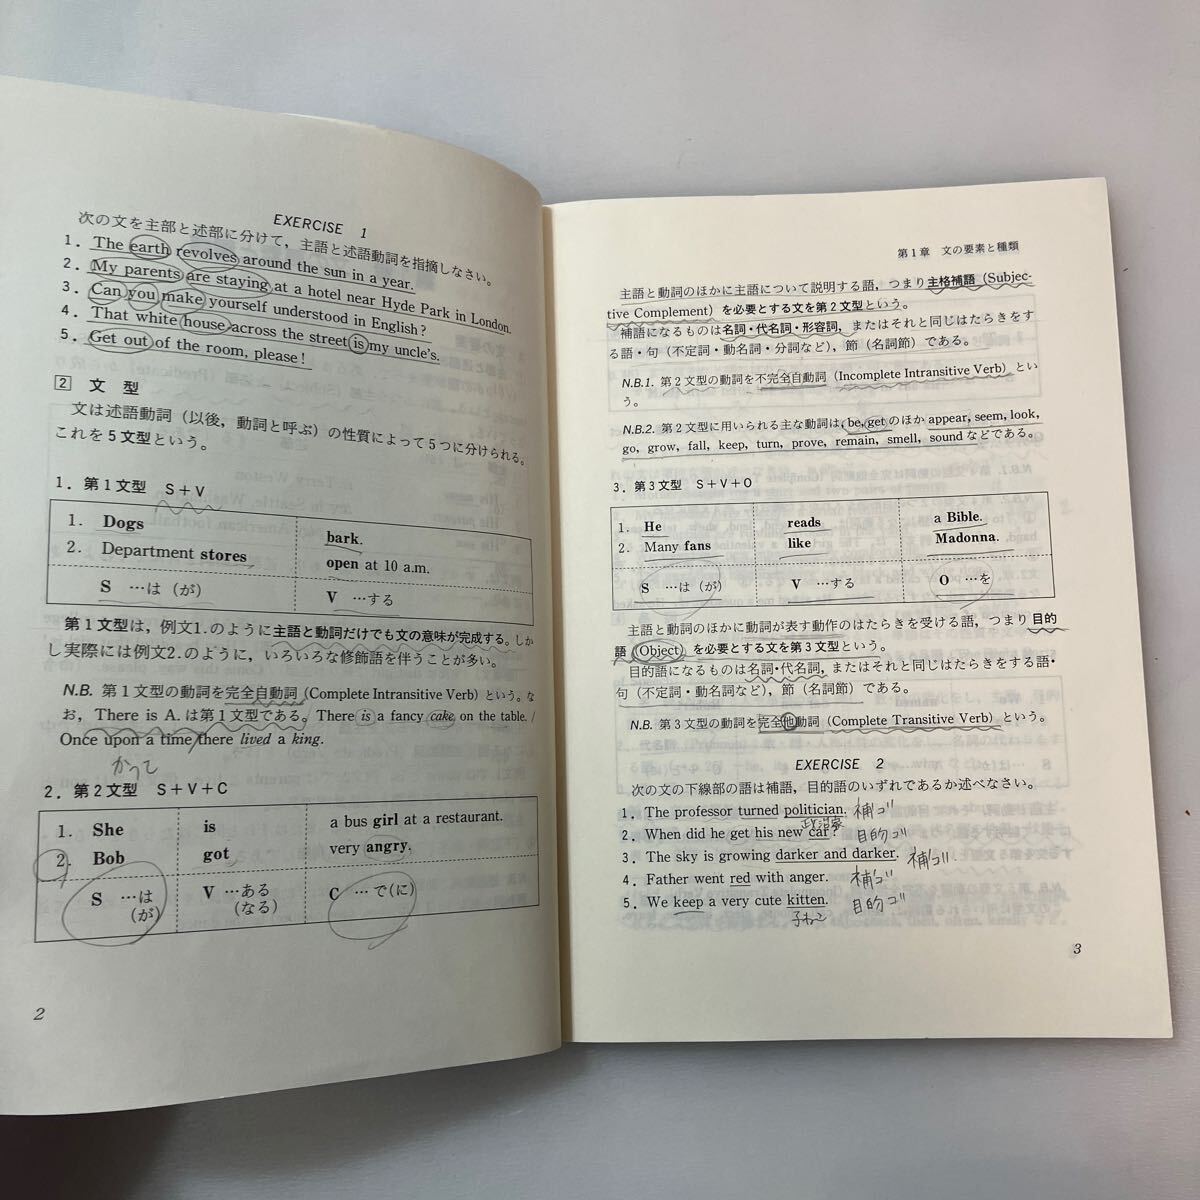 EXERCISE 1
次の文を主部と述部に分けて，主語と述語動詞を指摘しなさい。
1. The earth revolves around the sun in a year.
2. My parents are staying at a hotel near Hyde Park in London.
3. Can you make yourself understood in English?
4. That white house across the street is my uncle's.
5. Get out of the room, please!
2 文 型
文は述語動詞（以後，動詞と呼ぶ）の性質によって5つに分けられる。
これを5文型という。
1. 第1文型 S+V
1. Dogs bark.
2. Department stores open at 10 a.m.
S …は（が） V …する
第1文型は，例文1.のように主語と動詞だけでも文の意味が完成する。しか
し実際には例文2.のように，いろいろな修飾語を伴うことが多い。
N.B. 第1文型の動詞を完全自動詞（Complete Intransitive Verb）という。な
お，There is A.は第1文型である。There is a fancy cake on the table. /
Once upon a time there lived a king.
かつて
2. 第2文型 S+V+C
1. She is a bus girl at a restaurant.
2. Bob got very angry.
S …は V …ある C …で(に)
(が) (なる)
2
第1章 文の要素と種類
主語と動詞のほかに主語について説明する語，つまり主格補語（Subjec-
tive Complement）を必要とする文を第2文型という。
補語になるものは名詞・代名詞・形容詞，またはそれと同じはたらきをす
る語・句（不定詞・動名詞・分詞など），節（名詞節）である。
N.B.1. 第2文型の動詞を不完全自動詞（Incomplete Intransitive Verb）とい
う。
N.B.2. 第2文型に用いられる主な動詞は，be, getのほか appear, seem, look,
go, grow, fall, keep, turn, prove, remain, smell, sound などである。
3. 第3文型 S+V+O
1. He reads a Bible.
2. Many fans like Madonna.
S …は（が） V …する O …を
主語と動詞のほかに動詞が表す動作のはたらきを受ける語，つまり目的
語（Object）を必要とする文を第3文型という。
目的語になるものは名詞・代名詞，またはそれと同じはたらきをする語・
句（不定詞・動名詞など），節（名詞節）である。
N.B. 第3文型の動詞を完全他動詞（Complete Transitive Verb）という。
EXERCISE 2
次の文の下線部の語は補語，目的語のいずれであるか述べなさい。
1. The professor turned politician. 補ゴ
政治家
2. When did he get his new car? 目的ゴ
3. The sky is growing darker and darker. 補ゴ
4. Father went red with anger. 補ゴ
5. We keep a very cute kitten. 目的ゴ
子ねこ
3